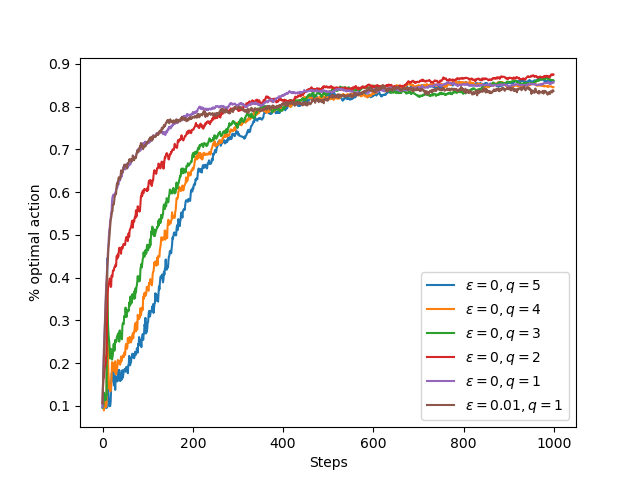 0.9
0.8
0.7
0.6
0.5
0.4
0.3
0.2
0.1
% optimal action
0
200
400
600
800
1000
Steps
ε = 0, q = 5
ε = 0, q = 4
ε = 0, q = 3
ε = 0, q = 2
ε = 0, q = 1
ε = 0.01, q = 1